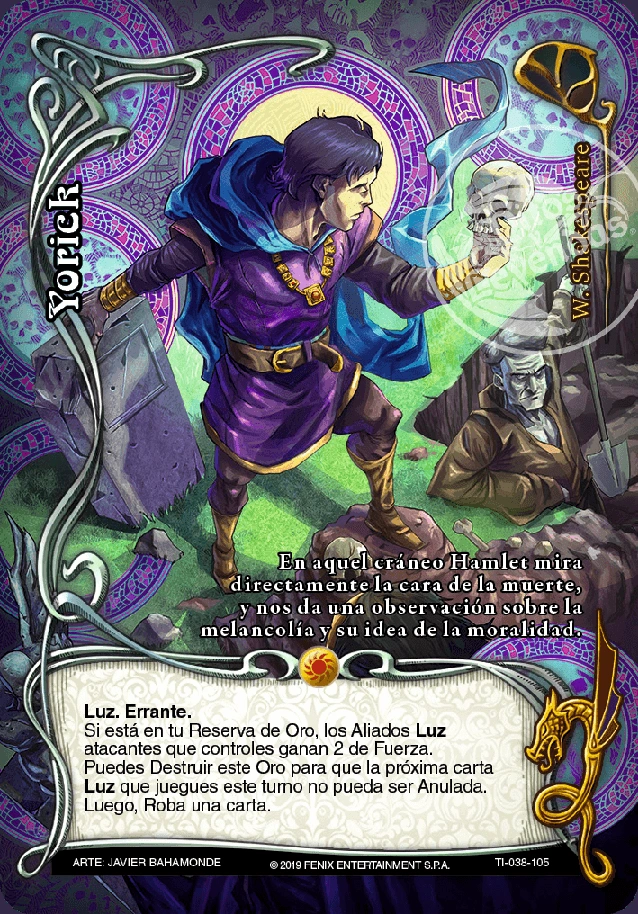 Yorick
W. Shakespeare
En aquel cráneo Hamlet mira
directamente la cara de la muerte,
y nos da una observación sobre la
melancolía y su idea de la moralidad.
Luz. Errante.
Si está en tu Reserva de Oro, los Aliados Luz
atacantes que controles ganan 2 de Fuerza.
Puedes Destruir este Oro para que la próxima carta
Luz que juegues este turno no pueda ser Anulada.
Luego, Roba una carta.
ARTE: JAVIER BAHAMONDE
© 2019 FENIX ENTERTAINMENT S.P.A.
TI-038-105